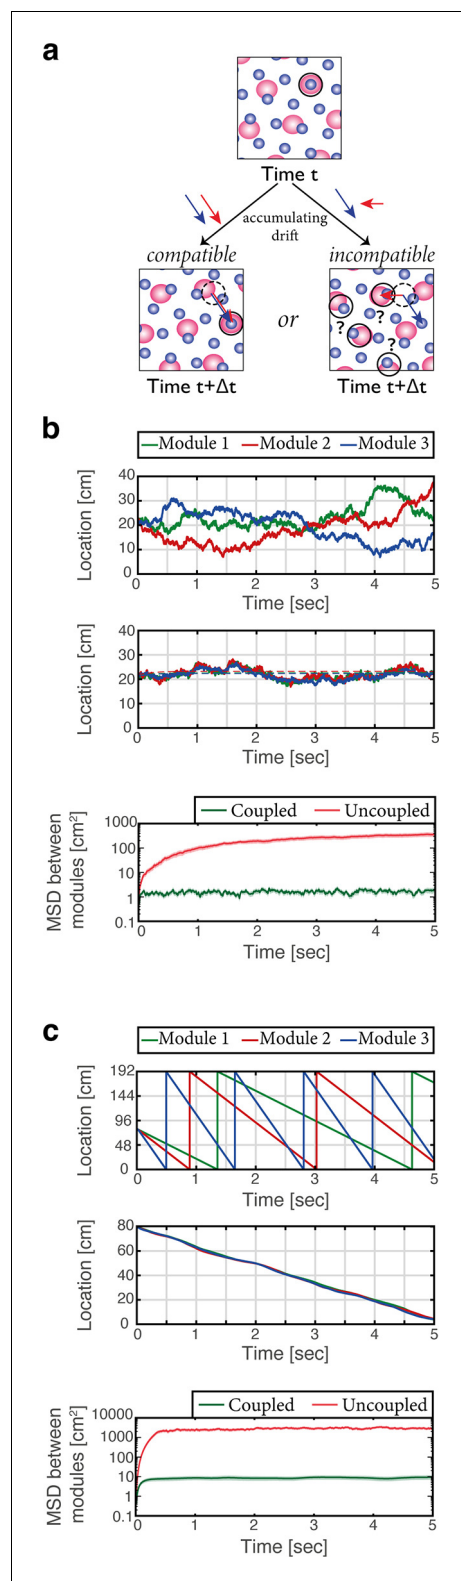 a
Time t
accumulating
drift
compatible
incompatible
or
?
?
?
?
Time t+Δt
Time t+Δt
b
Module 1 Module 2 Module 3
Location [cm]
40
30
20
10
0
0 1 2 3 4 5
Time [sec]
Location [cm]
40
30
20
10
0
0 1 2 3 4 5
Time [sec]
Coupled Uncoupled
MSD between
modules [cm²]
1000
100
10
1
0.1
0 1 2 3 4 5
Time [sec]
c
Module 1 Module 2 Module 3
Location [cm]
192
144
96
48
0
0 1 2 3 4 5
Time [sec]
Location [cm]
80
60
40
20
0
0 1 2 3 4 5
Time [sec]
Coupled Uncoupled
MSD between
modules [cm²]
10000
1000
100
10
1
0.1
0 1 2 3 4 5
Time [sec]